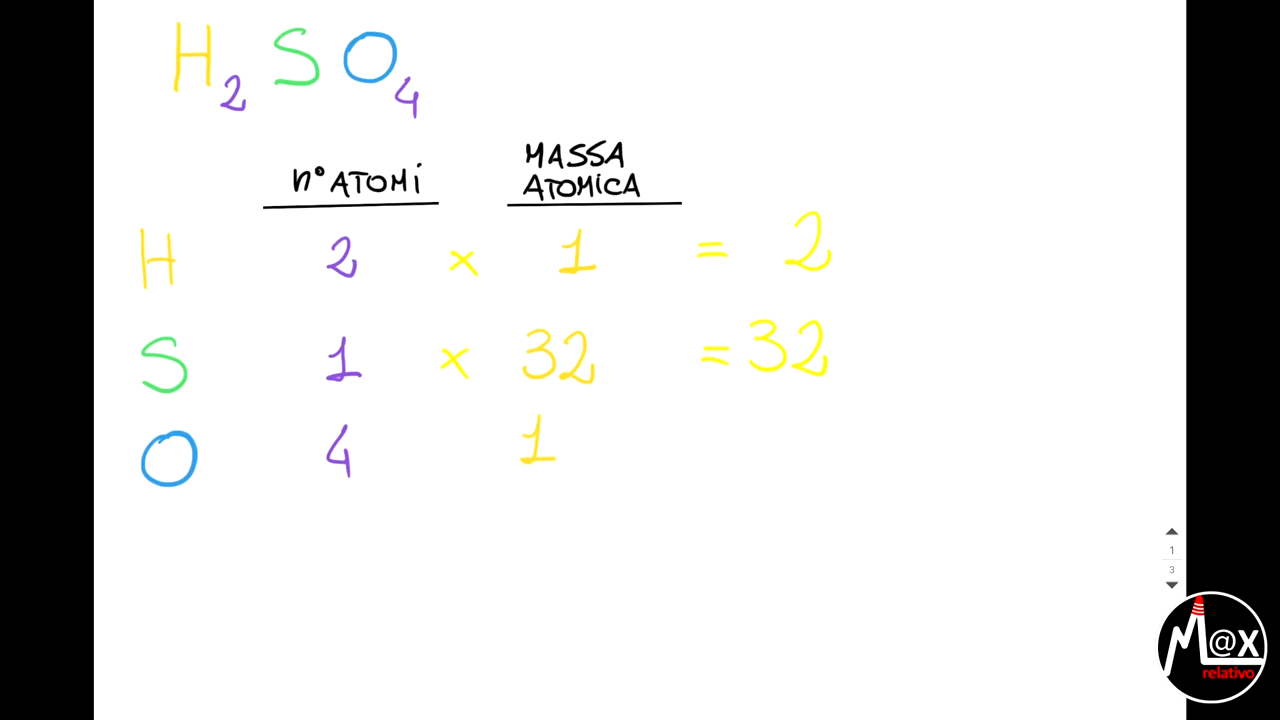 H2SO4
n° ATOMi
MASSA
ATOMiCA
H 2 x 1 = 2
S 1 x 32 = 32
O 4 1
1
3
M@x
relativo